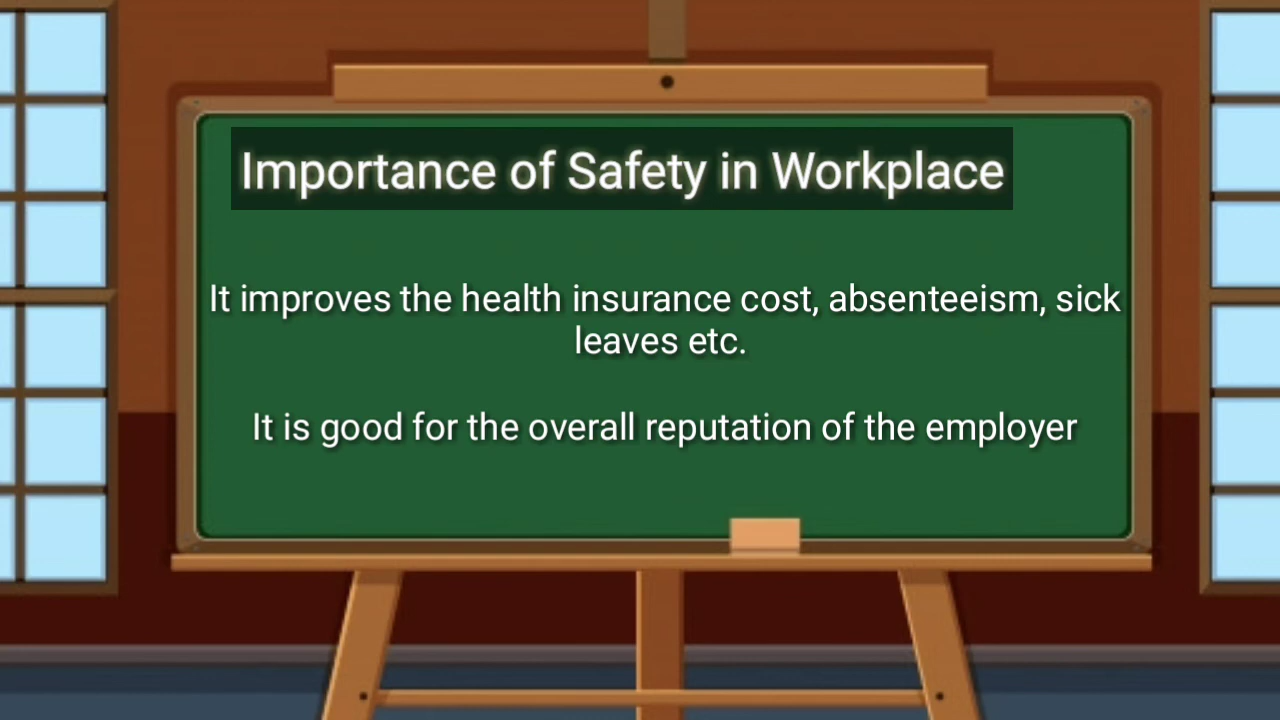 Importance of Safety in Workplace
It improves the health insurance cost, absenteeism, sick
leaves etc.
It is good for the overall reputation of the employer